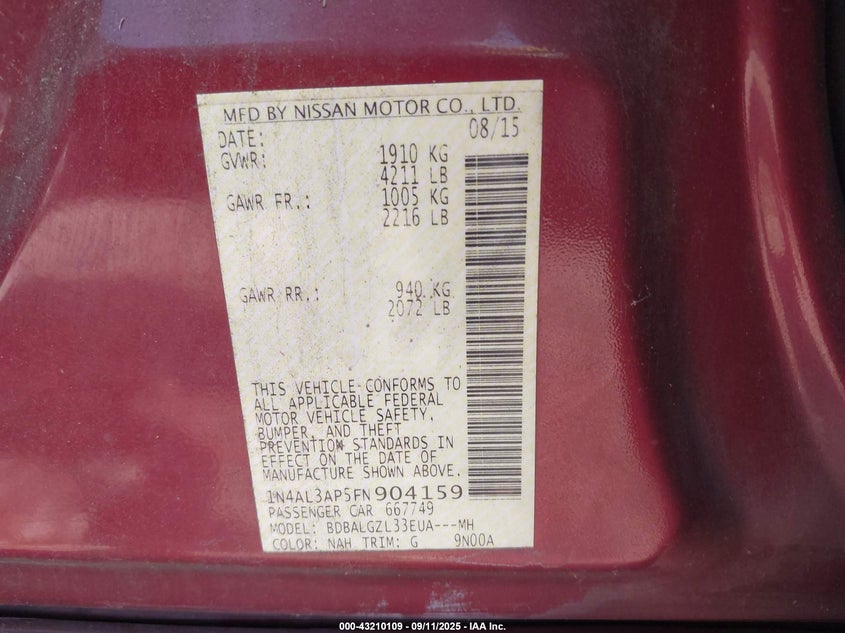 MFD BY NISSAN MOTOR CO., LTD.
DATE: 08/15
GVWR: 1910 KG
4211 LB
GAWR FR.: 1005 KG
2216 LB
GAWR RR.: 940 KG
2072 LB
THIS VEHICLE CONFORMS TO
ALL APPLICABLE FEDERAL
MOTOR VEHICLE SAFETY,
BUMPER, AND THEFT
PREVENTION STANDARDS IN
EFFECT ON THE DATE OF
MANUFACTURE SHOWN ABOVE.
1N4AL3AP5FN904159
PASSENGER CAR 667749
MODEL: BDBALGZL33EUA---MH
COLOR: NAH TRIM: G 9N00A
000-43210109 - 09/11/2025 - IAA Inc.